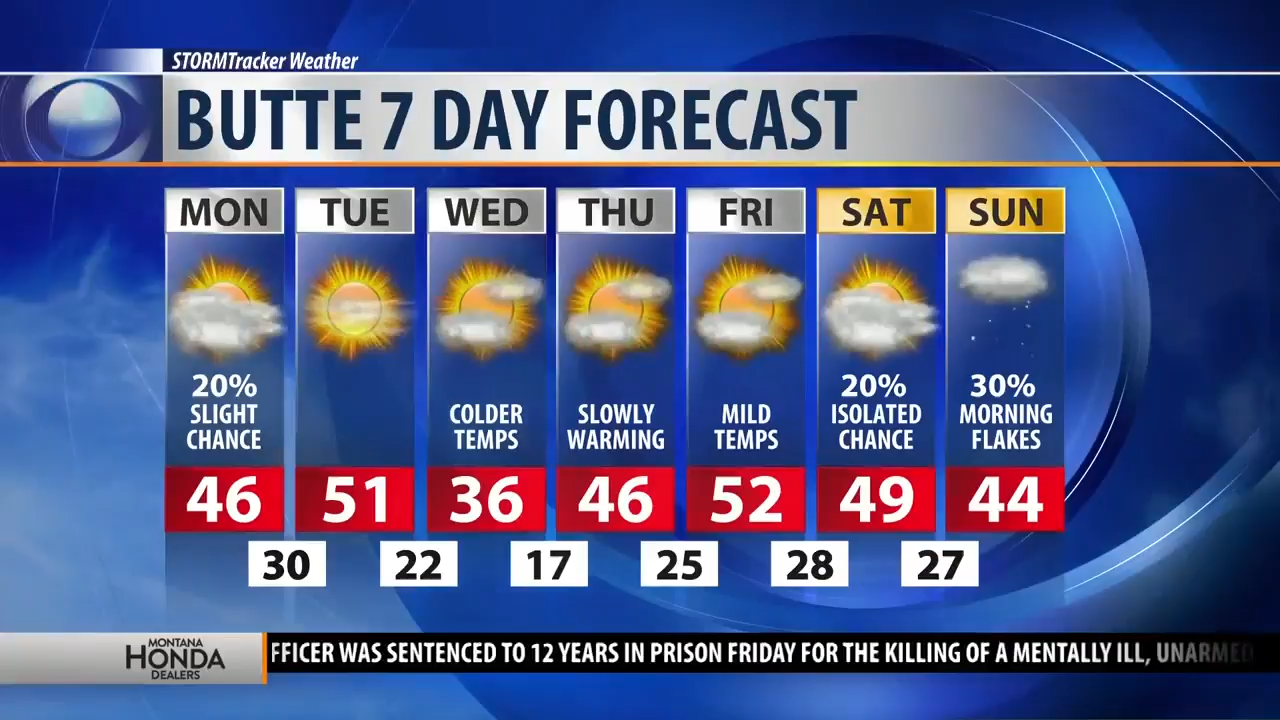 STORMTracker Weather
BUTTE 7 DAY FORECAST
MON TUE WED THU FRI SAT SUN
20% 20% 30%
SLIGHT COLDER SLOWLY MILD ISOLATED MORNING
CHANCE TEMPS WARMING TEMPS CHANCE FLAKES
46 51 36 46 52 49 44
30 22 17 25 28 27
MONTANA
HONDA
DEALERS
FFICER WAS SENTENCED TO 12 YEARS IN PRISON FRIDAY FOR THE KILLING OF A MENTALLY ILL, UNARMED